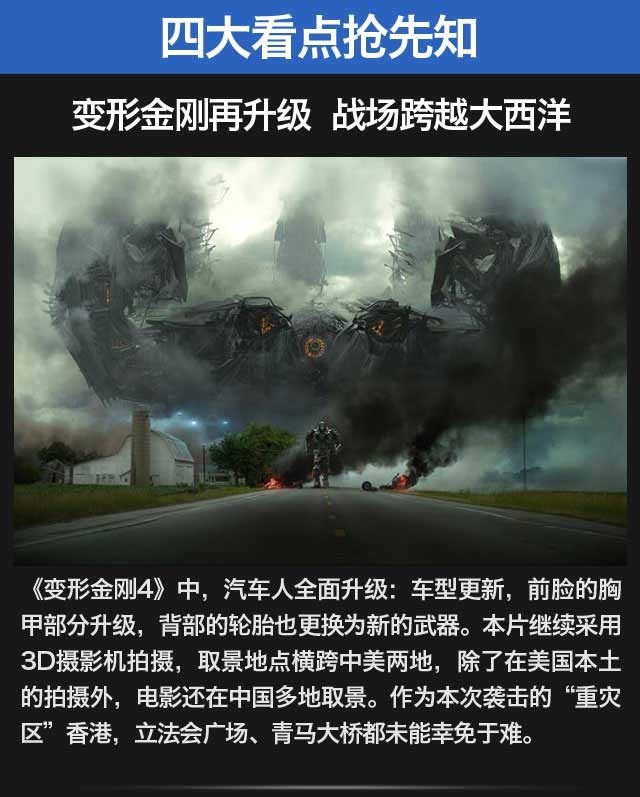 四大看点抢先知
变形金刚再升级 战场跨越大西洋
《变形金刚4》中，汽车人全面升级：车型更新，前脸的胸
甲部分升级，背部的轮胎也更换为新的武器。本片继续采用
3D摄影机拍摄，取景地点横跨中美两地，除了在美国本土
的拍摄外，电影还在中国多地取景。作为本次袭击的“重灾
区”香港，立法会广场、青马大桥都未能幸免于难。